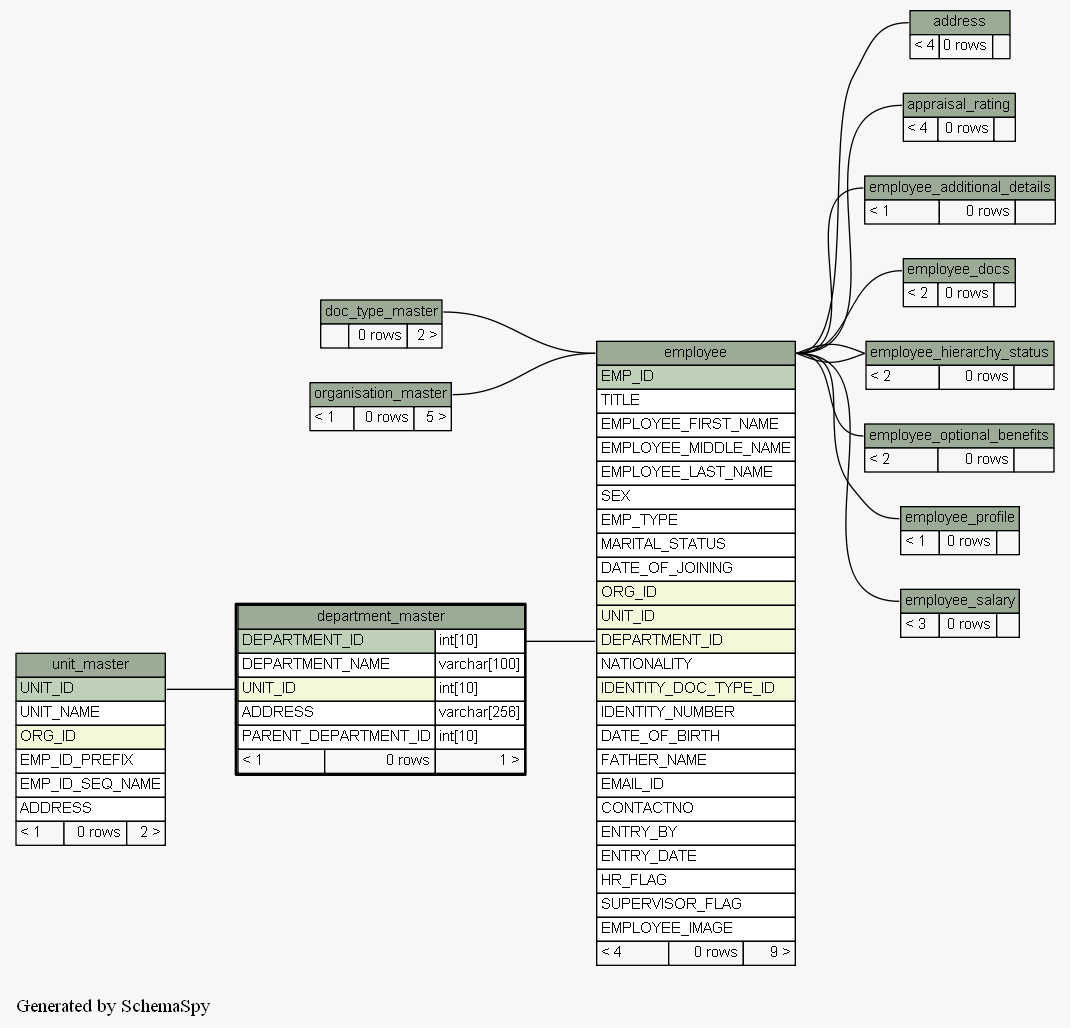 address
< 4 0 rows
appraisal_rating
< 4 0 rows
employee_additional_details
< 1 0 rows
employee_docs
< 2 0 rows
doc_type_master
0 rows 2 >
employee_hierarchy_status
< 2 0 rows
organisation_master
< 1 0 rows 5 >
employee_optional_benefits
< 2 0 rows
employee_profile
< 1 0 rows
employee_salary
< 3 0 rows
employee
EMP_ID
TITLE
EMPLOYEE_FIRST_NAME
EMPLOYEE_MIDDLE_NAME
EMPLOYEE_LAST_NAME
SEX
EMP_TYPE
MARITAL_STATUS
DATE_OF_JOINING
ORG_ID
UNIT_ID
DEPARTMENT_ID
NATIONALITY
IDENTITY_DOC_TYPE_ID
IDENTITY_NUMBER
DATE_OF_BIRTH
FATHER_NAME
EMAIL_ID
CONTACTNO
ENTRY_BY
ENTRY_DATE
HR_FLAG
SUPERVISOR_FLAG
EMPLOYEE_IMAGE
< 4 0 rows 9 >
department_master
DEPARTMENT_ID int[10]
DEPARTMENT_NAME varchar[100]
UNIT_ID int[10]
ADDRESS varchar[256]
PARENT_DEPARTMENT_ID int[10]
< 1 0 rows 1 >
unit_master
UNIT_ID
UNIT_NAME
ORG_ID
EMP_ID_PREFIX
EMP_ID_SEQ_NAME
ADDRESS
< 1 0 rows 2 >
Generated by SchemaSpy